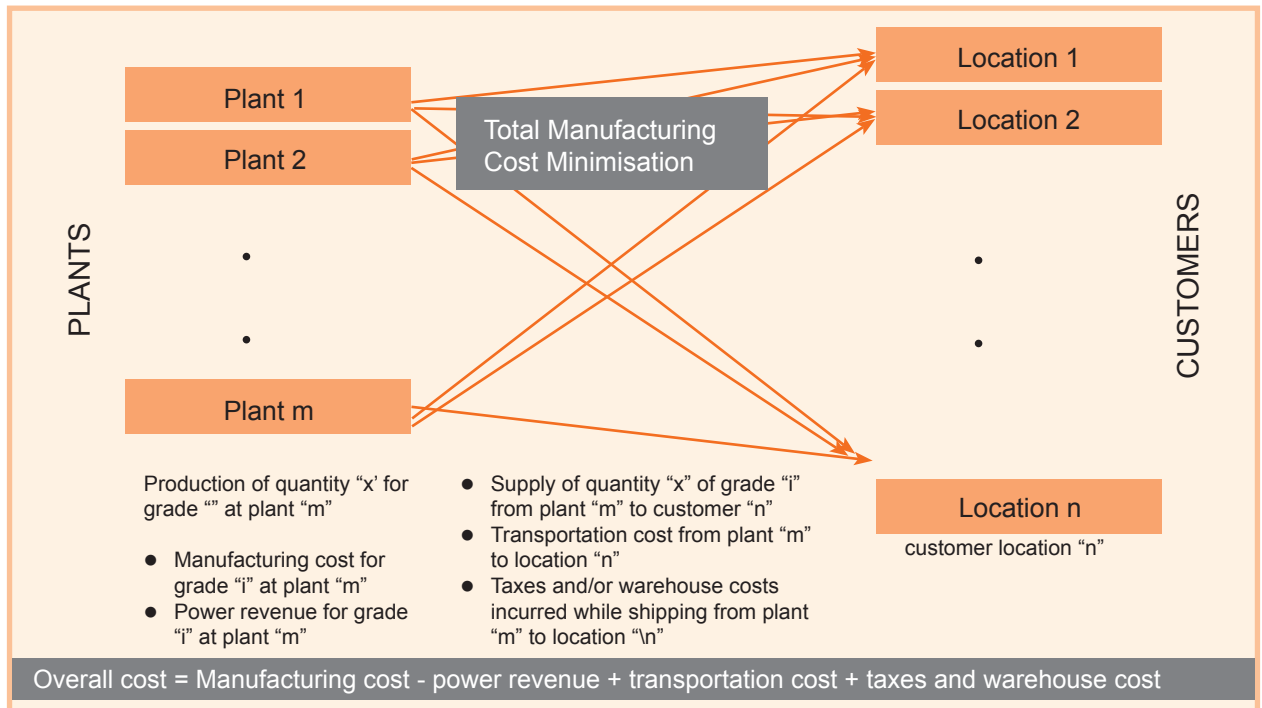 PLANTS
Plant 1
Plant 2
Plant m
Total Manufacturing
Cost Minimisation
Location 1
Location 2
Location n
customer location “n”
CUSTOMERS
Production of quantity “x’ for
grade “” at plant “m”
● Manufacturing cost for
grade “i” at plant “m”
● Power revenue for grade
“i” at plant “m”
● Supply of quantity “x” of grade “i”
from plant “m” to customer “n”
● Transportation cost from plant “m”
to location “n”
● Taxes and/or warehouse costs
incurred while shipping from plant
“m” to location “\n”
Overall cost = Manufacturing cost - power revenue + transportation cost + taxes and warehouse cost